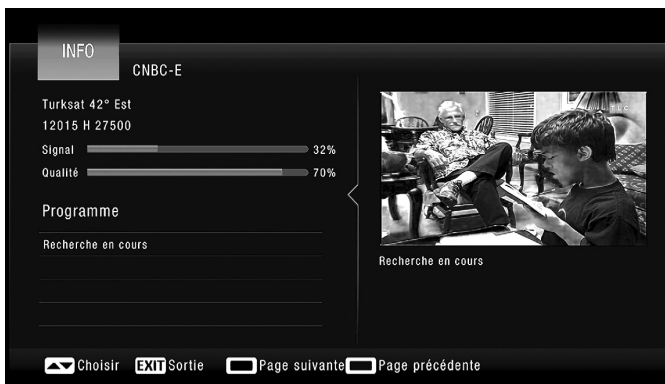 INFO
CNBC-E
Turksat 42° Est
12015 H 27500
Signal 32%
Qualité 70%
Programme
Recherche en cours
TLC
Recherche en cours
Choisir EXIT Sortie Page suivante Page précédente